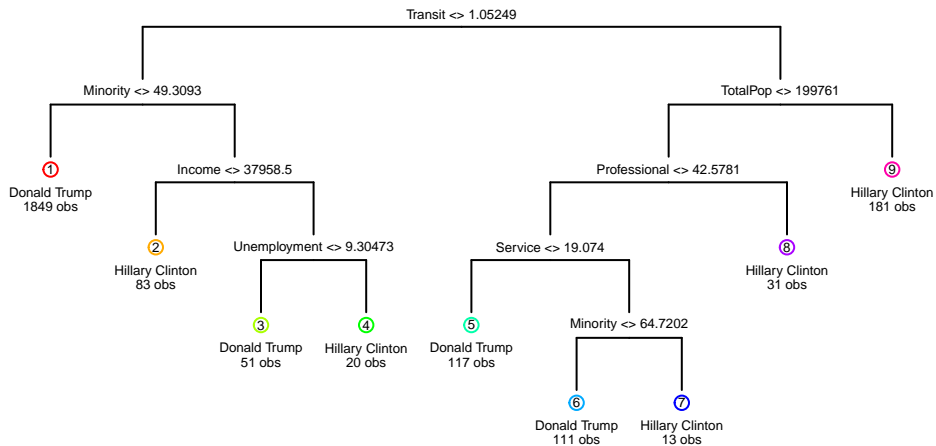 Transit <> 1.05249
Minority <> 49.3093
TotalPop <> 199761
1
Donald Trump
1849 obs
Income <> 37958.5
Professional <> 42.5781
9
Hillary Clinton
181 obs
2
Hillary Clinton
83 obs
Unemployment <> 9.30473
Service <> 19.074
8
Hillary Clinton
31 obs
3
Donald Trump
51 obs
4
Hillary Clinton
20 obs
5
Donald Trump
117 obs
Minority <> 64.7202
6
Donald Trump
111 obs
7
Hillary Clinton
13 obs